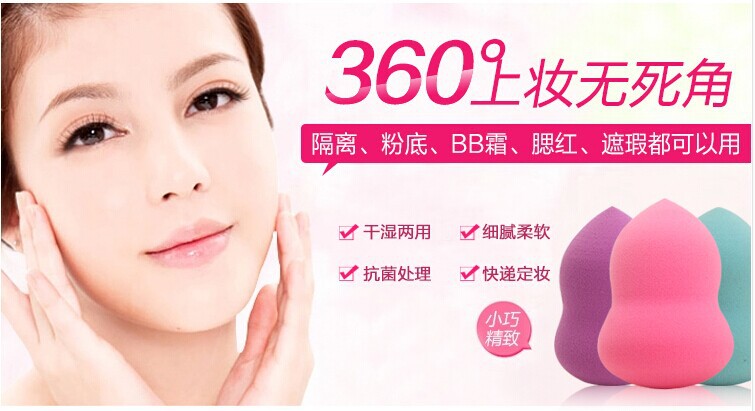 360°上妆无死角
隔离、粉底、BB霜、腮红、遮瑕都可以用
干湿两用
细腻柔软
抗菌处理
快递定妆
小巧
精致